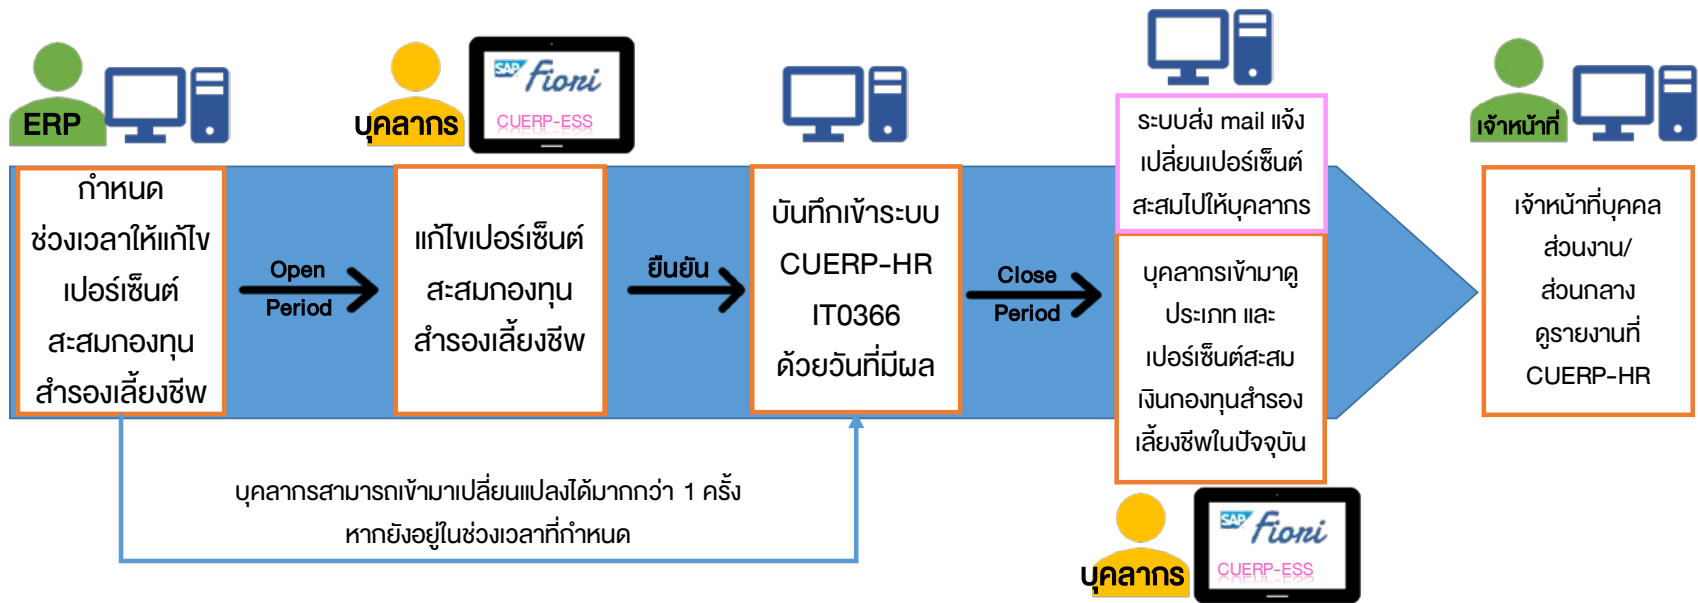 ERP
กำหนด
ช่วงเวลาให้แก้ไข
เปอร์เซ็นต์
สะสมกองทุน
สำรองเลี้ยงชีพ
Open
Period
SAP Fiori
CUERP-ESS
บุคลากร
แก้ไขเปอร์เซ็นต์
สะสมกองทุน
สำรองเลี้ยงชีพ
ยืนยัน
บันทึกเข้าระบบ
CUERP-HR
IT0366
ด้วยวันที่มีผล
Close
Period
ระบบส่ง mail แจ้ง
เปลี่ยนเปอร์เซ็นต์
สะสมไปให้บุคลากร
บุคลากรเข้ามาดู
ประเภท และ
เปอร์เซ็นต์สะสม
เงินกองทุนสำรอง
เลี้ยงชีพในปัจจุบัน
SAP Fiori
CUERP-ESS
บุคลากร
เจ้าหน้าที่
เจ้าหน้าที่บุคคล
ส่วนงาน/
ส่วนกลาง
ดูรายงานที่
CUERP-HR
บุคลากรสามารถเข้ามาเปลี่ยนแปลงได้มากกว่า 1 ครั้ง
หากยังอยู่ในช่วงเวลาที่กำหนด